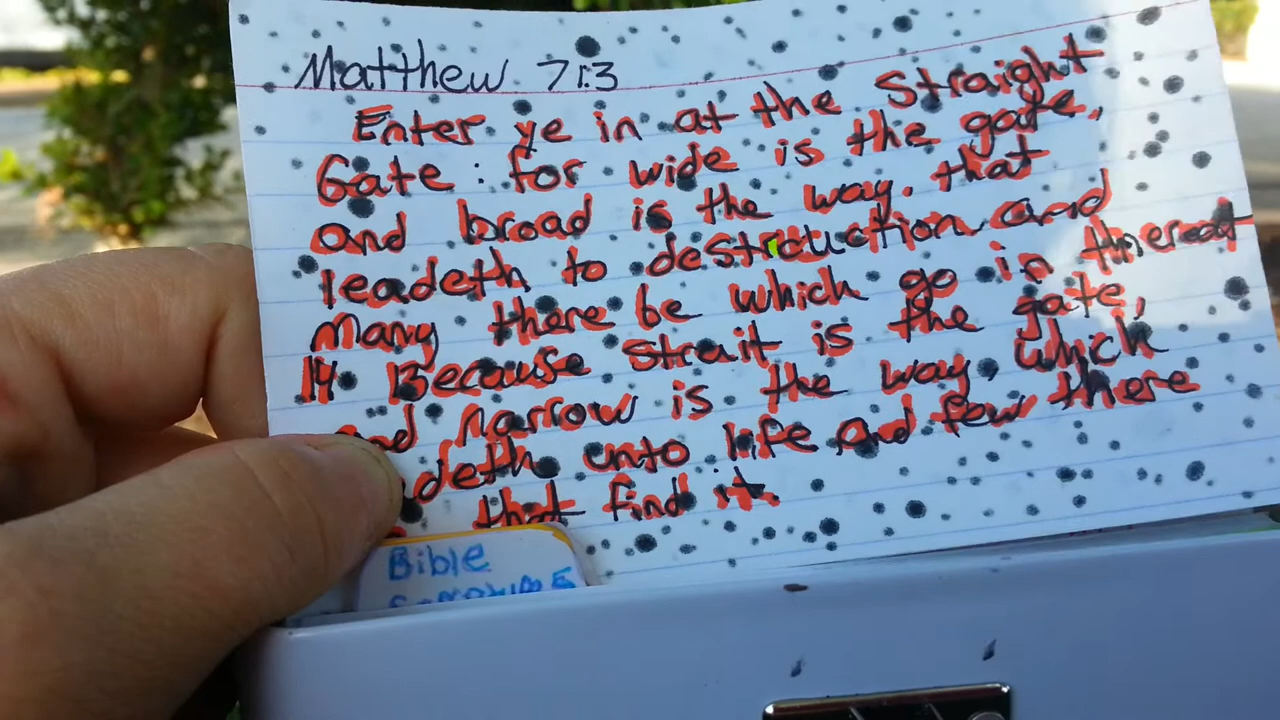 Matthew 7:3
Enter ye in at the Straight
Gate: for wide is the gate,
and broad is the way. that
leadeth to destruction and
many there be which go in thereat
14 Because strait is the gate,
and narrow is the way, which
deth unto life, and few there
that find it.
Bible